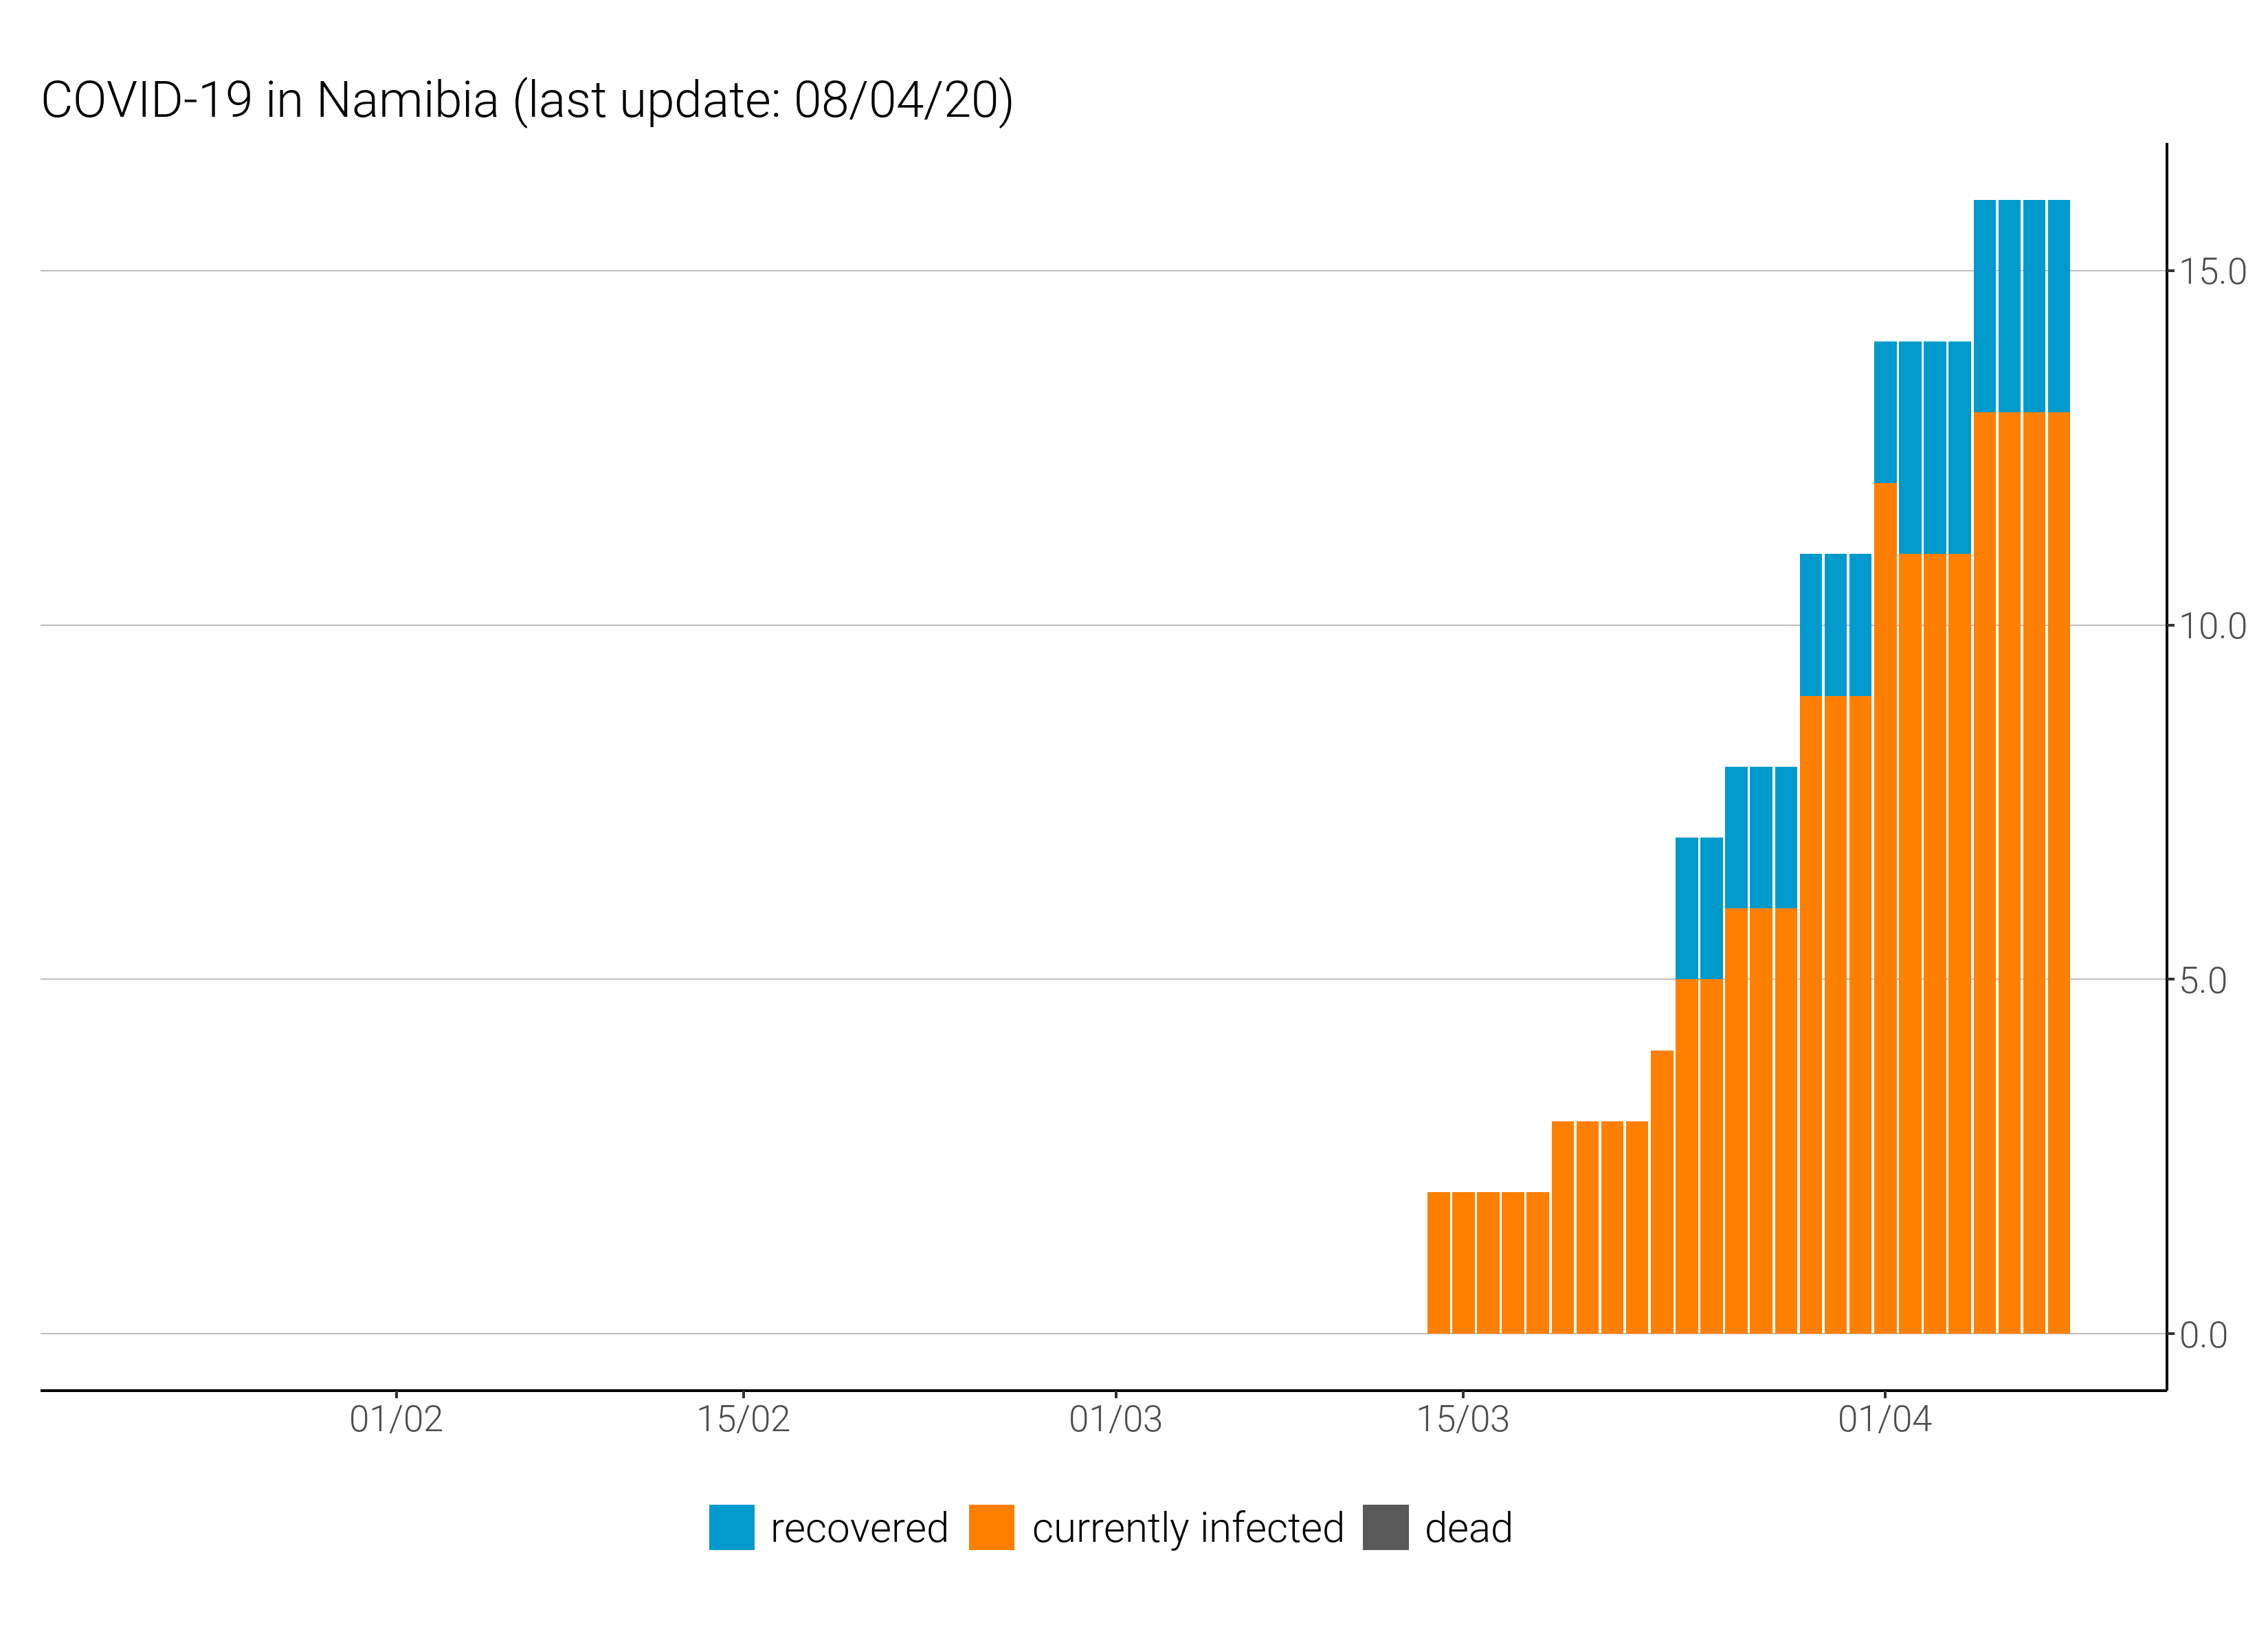 COVID-19 in Namibia (last update: 08/04/20)
15.0
10.0
5.0
0.0
01/02 15/02 01/03 15/03 01/04
recovered currently infected dead